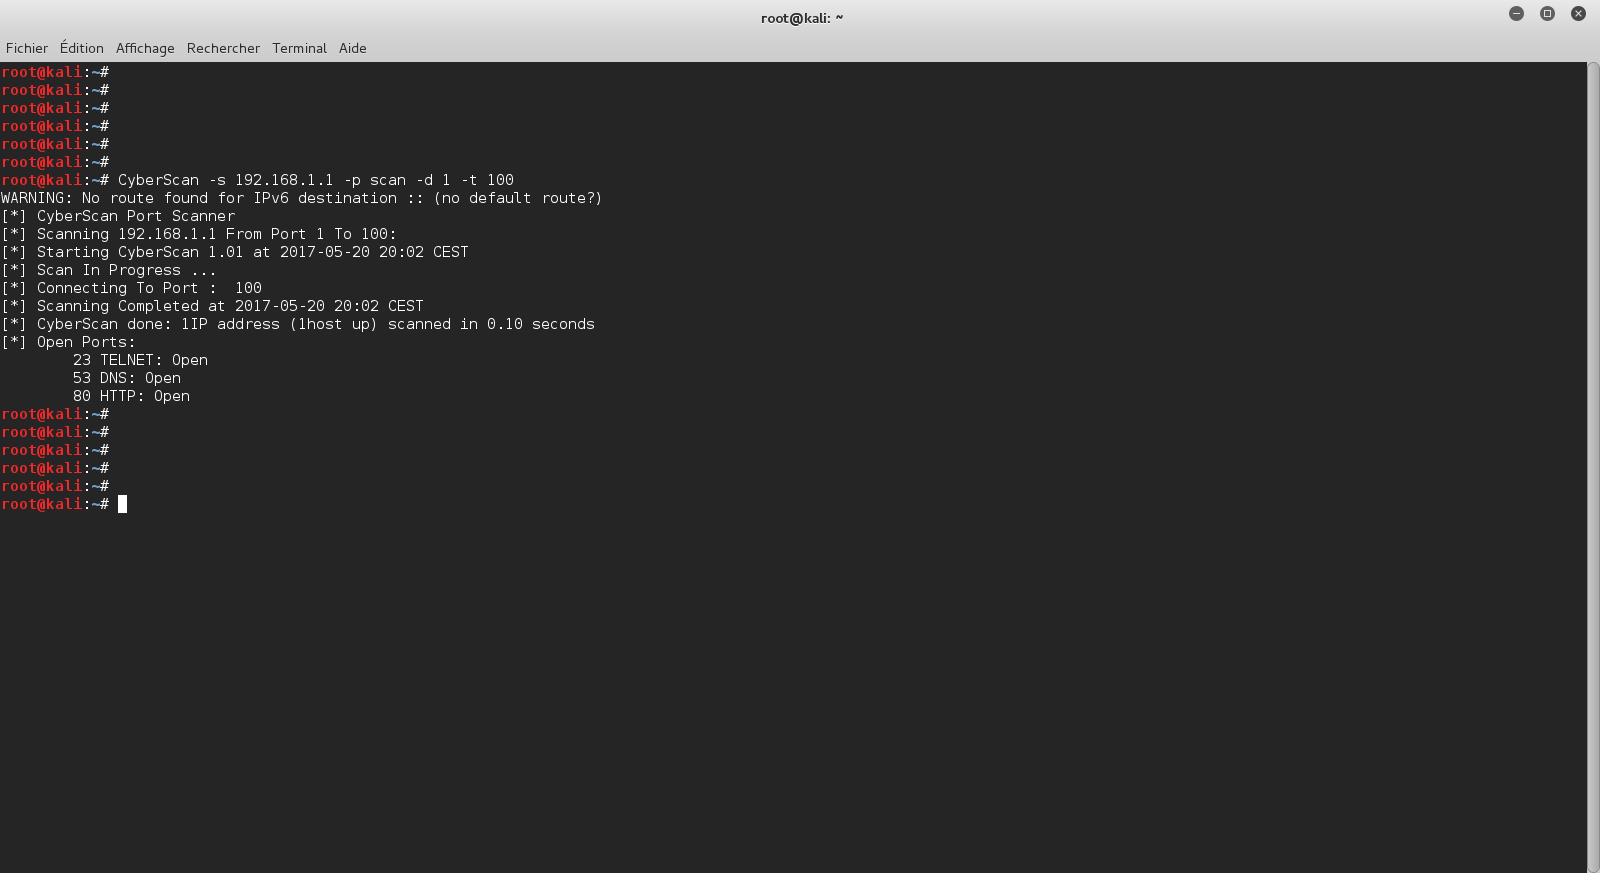 root@kali: ~
Fichier Édition Affichage Rechercher Terminal Aide
root@kali:~#
root@kali:~#
root@kali:~#
root@kali:~#
root@kali:~#
root@kali:~#
root@kali:~# CyberScan -s 192.168.1.1 -p scan -d 1 -t 100
WARNING: No route found for IPv6 destination :: (no default route?)
[*] CyberScan Port Scanner
[*] Scanning 192.168.1.1 From Port 1 To 100:
[*] Starting CyberScan 1.01 at 2017-05-20 20:02 CEST
[*] Scan In Progress ...
[*] Connecting To Port :  100
[*] Scanning Completed at 2017-05-20 20:02 CEST
[*] CyberScan done: 1IP address (1host up) scanned in 0.10 seconds
[*] Open Ports:
        23 TELNET: Open
        53 DNS: Open
        80 HTTP: Open
root@kali:~#
root@kali:~#
root@kali:~#
root@kali:~#
root@kali:~#
root@kali:~#